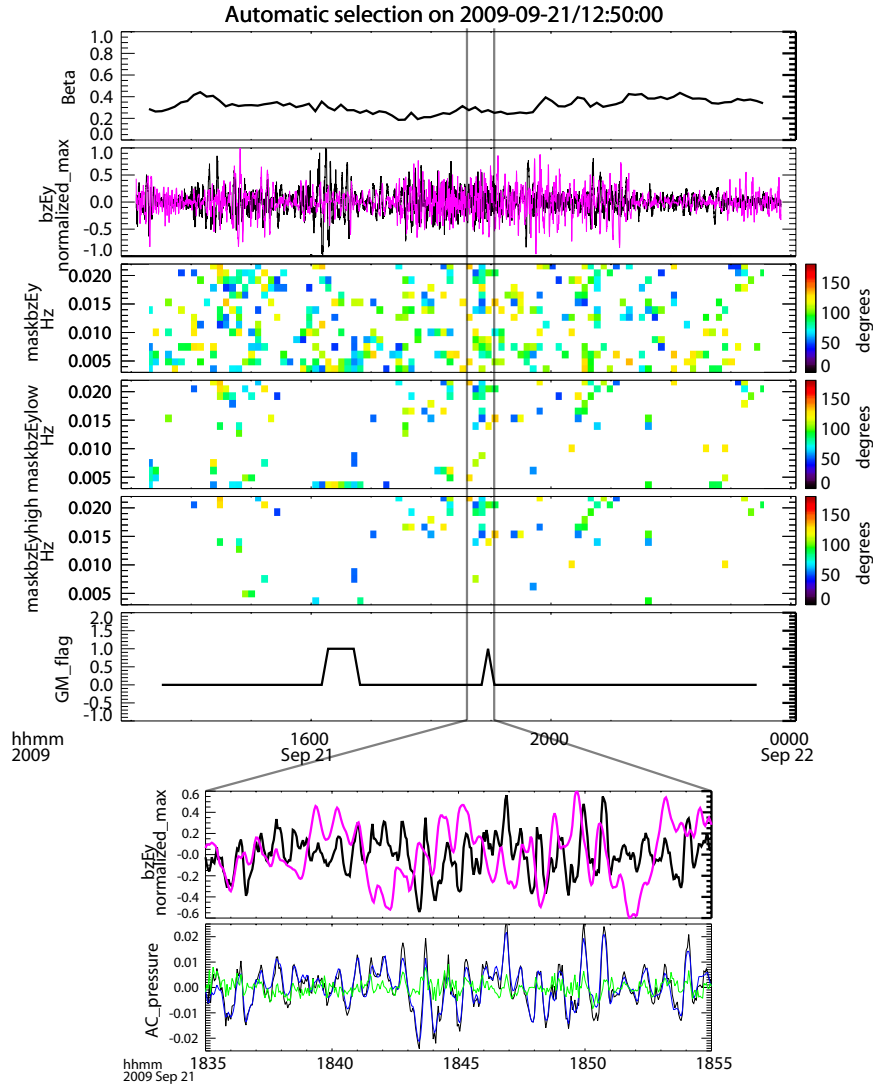 Automatic selection on 2009-09-21/12:50:00
1.0
0.8
0.6
0.4
0.2
0.0
Beta
1.0
0.5
0.0
-0.5
-1.0
bzEy
normalized_max
0.020
0.015
0.010
0.005
maskbzEy
Hz
150
100
50
0
degrees
0.020
0.015
0.010
0.005
maskbzEylow
Hz
150
100
50
0
degrees
0.020
0.015
0.010
0.005
maskbzEyhigh
Hz
150
100
50
0
degrees
2.0
1.5
1.0
0.5
0.0
-0.5
-1.0
GM_flag
hhmm
2009
1600
Sep 21
2000
0000
Sep 22
0.6
0.4
0.2
-0.0
-0.2
-0.4
-0.6
bzEy
normalized_max
0.02
0.01
0.00
-0.01
-0.02
AC_pressure
1835 1840 1845 1850 1855
hhmm
2009 Sep 21